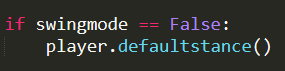 if swingmode == False:
    player.defaultstance()